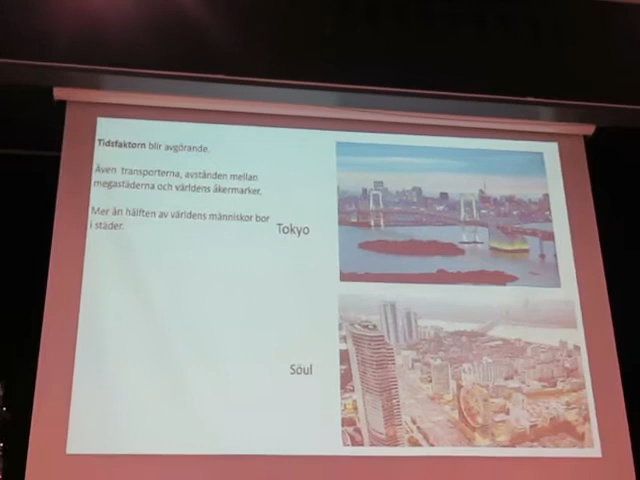 Tidsfaktorn blir avgörande.
Även transporterna, avstånden mellan
megastäderna och världens åkermarker.
Mer än hälften av världens människor bor
i städer.
Tokyo
Söul